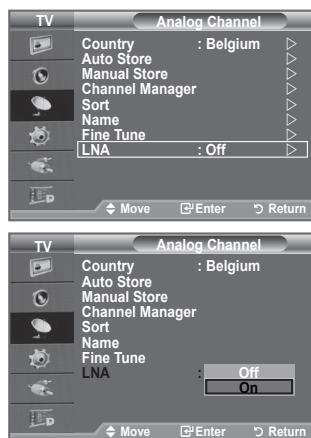 TV Analog Channel
Country : Belgium
Auto Store
Manual Store
Channel Manager
Sort
Name
Fine Tune
LNA : Off
Move Enter Return
TV Analog Channel
Country : Belgium
Auto Store
Manual Store
Channel Manager
Sort
Name
Fine Tune
LNA : Off
On
Move Enter Return